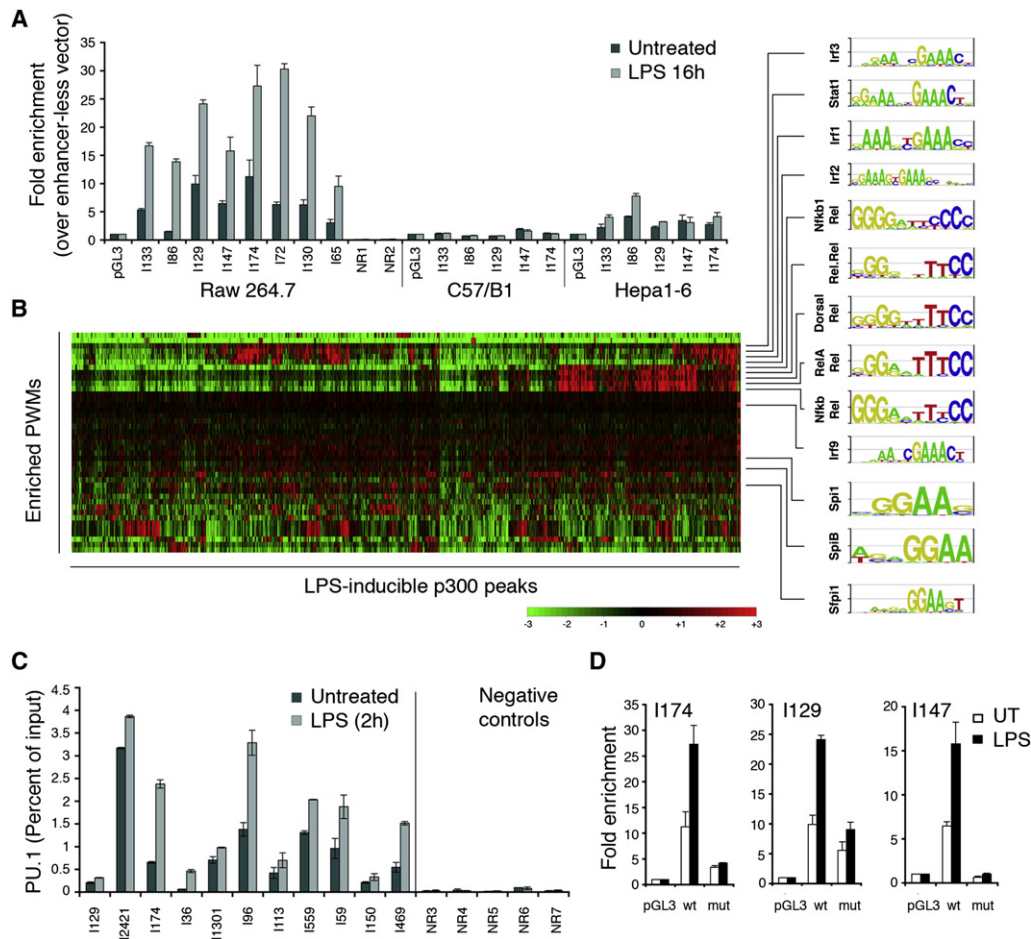 A
Fold enrichment
(over enhancer-less vector)
35
30
25
20
15
10
5
0
Untreated
LPS 16h
pGL3
I133
I86
I129
I147
I174
I72
I130
I65
NR1
NR2
pGL3
I133
I86
I129
I147
I174
pGL3
I133
I86
I129
I147
I174
Raw 264.7
C57/B1
Hepa1-6
Irf3
Stat1
Irf1
Irf2
Nfkb1
Rel
Rel.Rel
Dorsal
Rel
RelA
Rel
Nfkb
Rel
Irf9
Spi1
SpiB
Sfpi1
B
Enriched PWMs
LPS-inducible p300 peaks
-3
-2
-1
0
+1
+2
+3
C
PU.1 (Percent of input)
4.5
4
3.5
3
2.5
2
1.5
1
0.5
0
Untreated
LPS (2h)
Negative
controls
I129
I2421
I174
I36
I1301
I96
I113
I559
I59
I150
I469
NR3
NR4
NR5
NR6
NR7
D
Fold enrichment
I174
35
30
25
20
15
10
5
0
pGL3 wt mut
I129
30
25
20
15
10
5
0
pGL3 wt mut
I147
20
15
10
5
0
pGL3 wt mut
UT
LPS